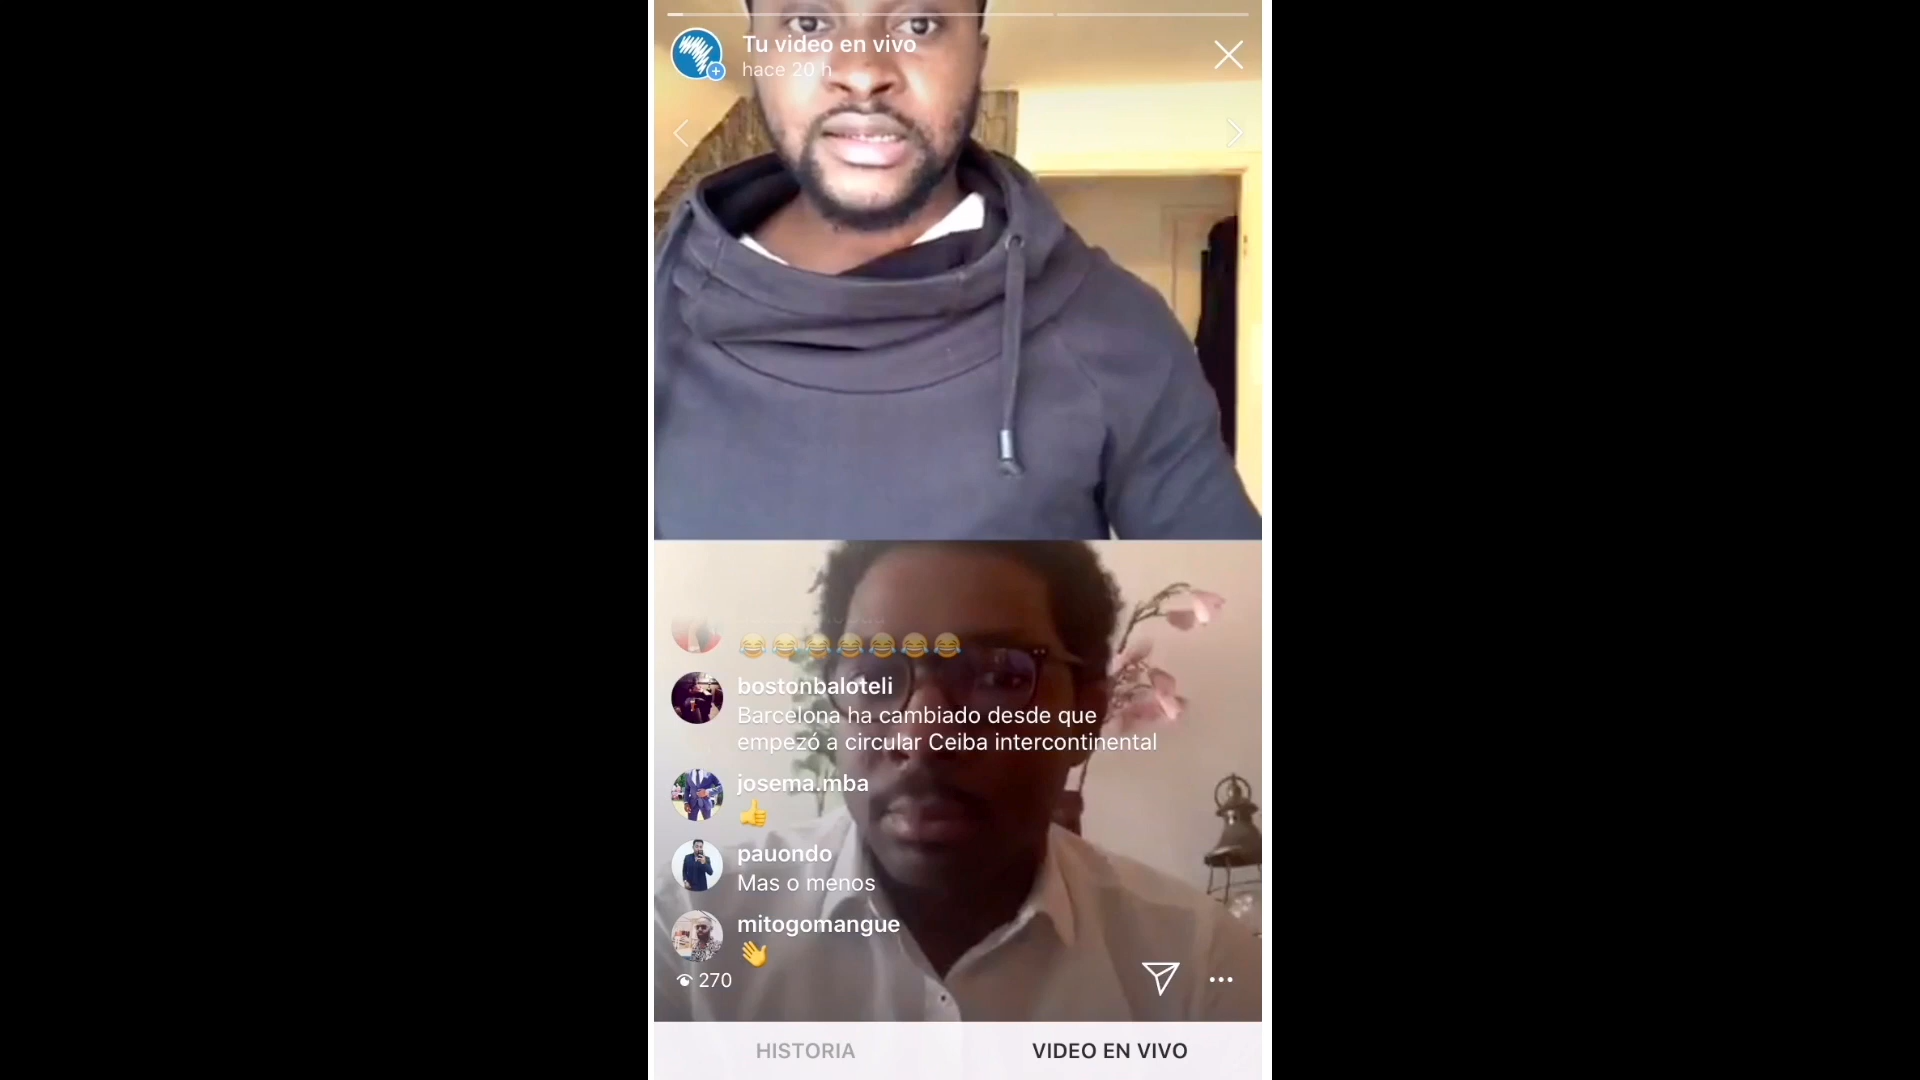 Tu video en vivo
hace 20 h
bostonbaloteli
Barcelona ha cambiado desde que
empezó a circular Ceiba intercontinental
josema.mba
pauondo
Mas o menos
mitogomangue
270
HISTORIA
VIDEO EN VIVO